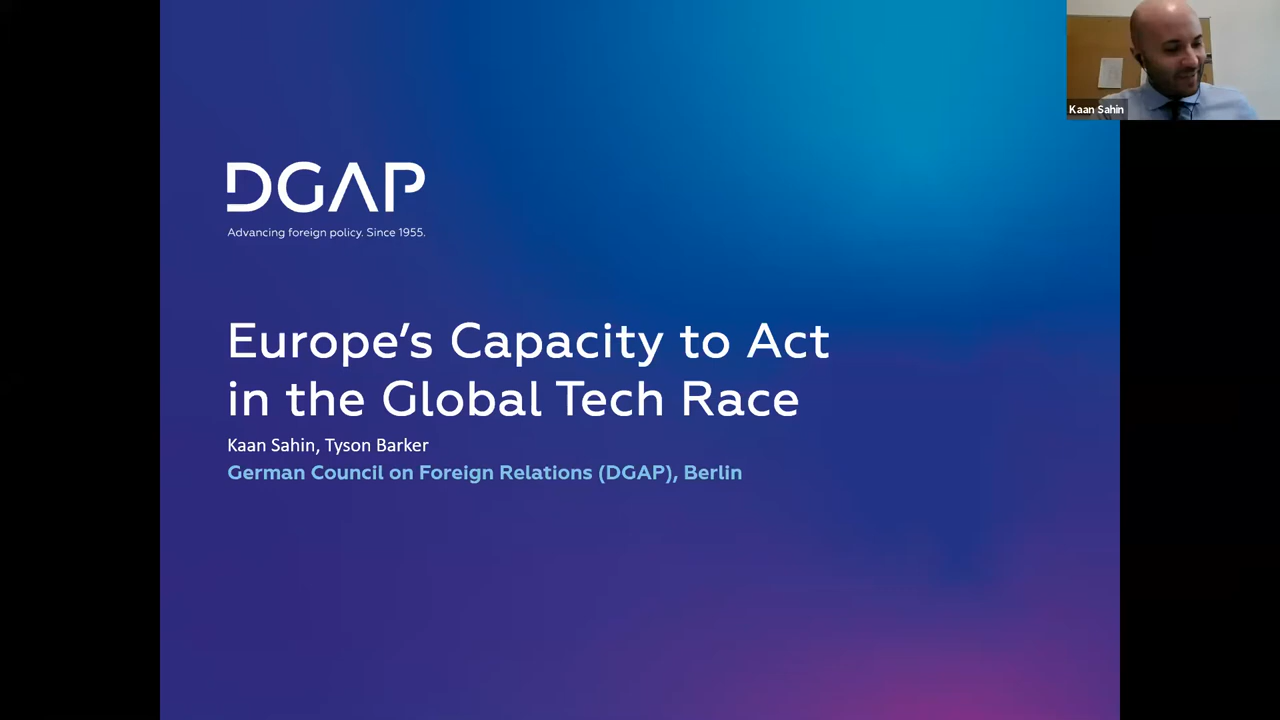 Kaan Sahin
DGAP
Advancing foreign policy. Since 1955.
Europe's Capacity to Act
in the Global Tech Race
Kaan Sahin, Tyson Barker
German Council on Foreign Relations (DGAP), Berlin